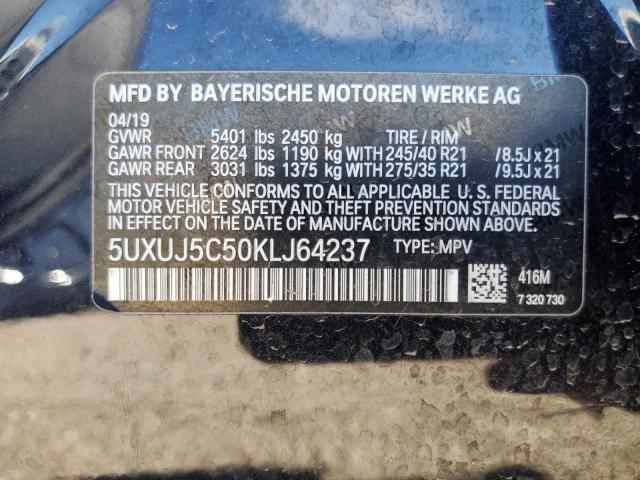 MFD BY BAYERISCHE MOTOREN WERKE AG
04/19
GVWR 5401 lbs 2450 kg TIRE / RIM
GAWR FRONT 2624 lbs 1190 kg WITH 245/40 R21 /8.5J x 21
GAWR REAR 3031 lbs 1375 kg WITH 275/35 R21 /9.5J x 21
THIS VEHICLE CONFORMS TO ALL APPLICABLE U. S. FEDERAL
MOTOR VEHICLE SAFETY AND THEFT PREVENTION STANDARDS
IN EFFECT ON THE DATE OF MANUFACTURE SHOWN ABOVE.
5UXUJ5C50KLJ64237 TYPE: MPV
416M
7 320 730